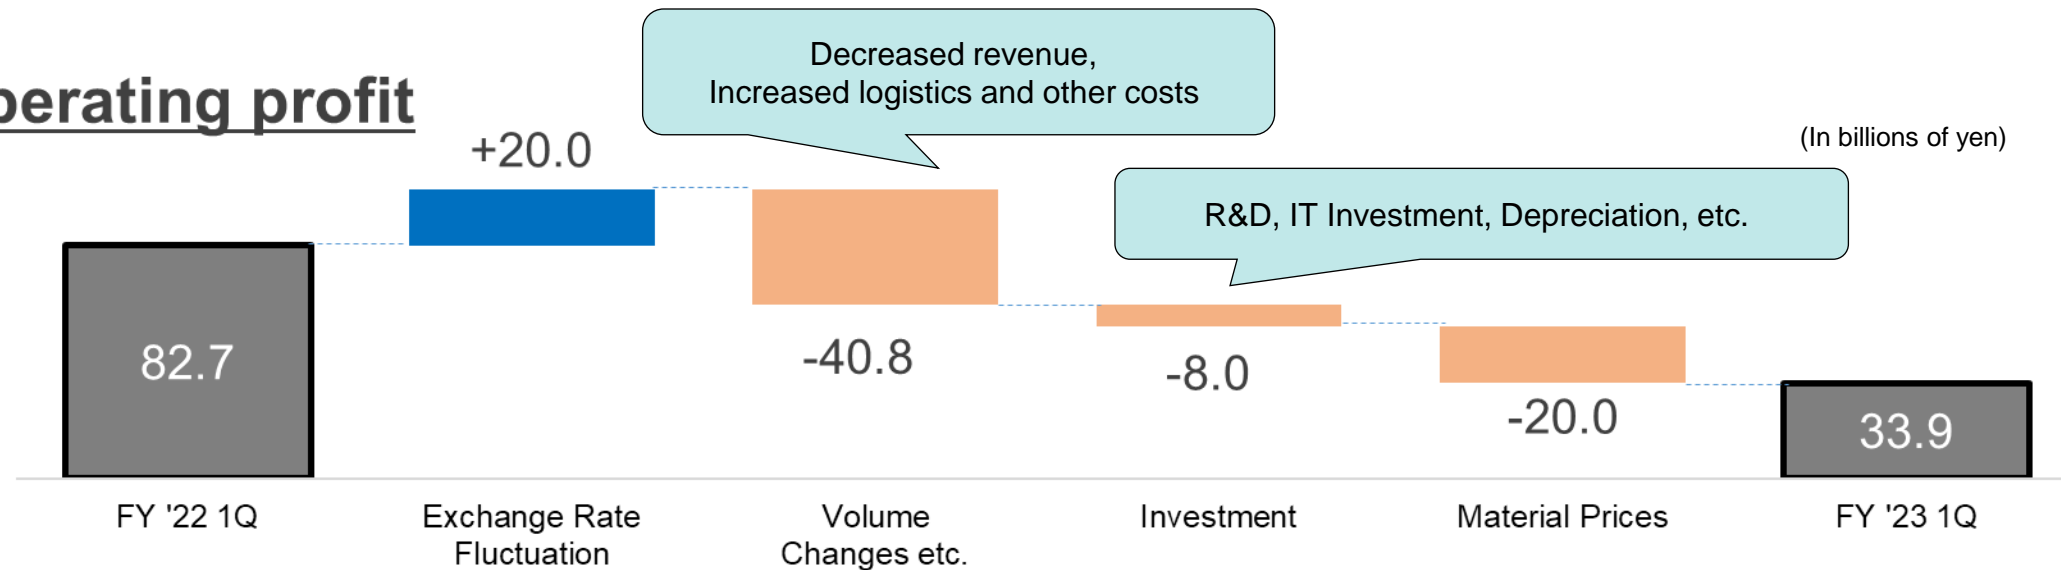 perating profit
Decreased revenue,
Increased logistics and other costs
(In billions of yen)
+20.0
R&D, IT Investment, Depreciation, etc.
82.7
-40.8
-8.0
-20.0
33.9
FY '22 1Q
Exchange Rate
Fluctuation
Volume
Changes etc.
Investment
Material Prices
FY '23 1Q